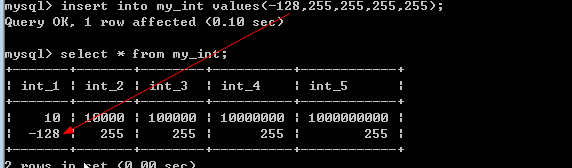 mysql> insert into my_int values(-128,255,255,255,255);
Query OK, 1 row affected (0.10 sec)
mysql> select * from my_int;
+-------+-------+--------+----------+------------+
| int_1 | int_2 | int_3 | int_4 | int_5 |
+-------+-------+--------+----------+------------+
| 10 | 10000 | 100000 | 10000000 | 1000000000 |
| -128 | 255 | 255 | 255 | 255 |
+-------+-------+--------+----------+------------+
2 rows in set (0.00 sec)